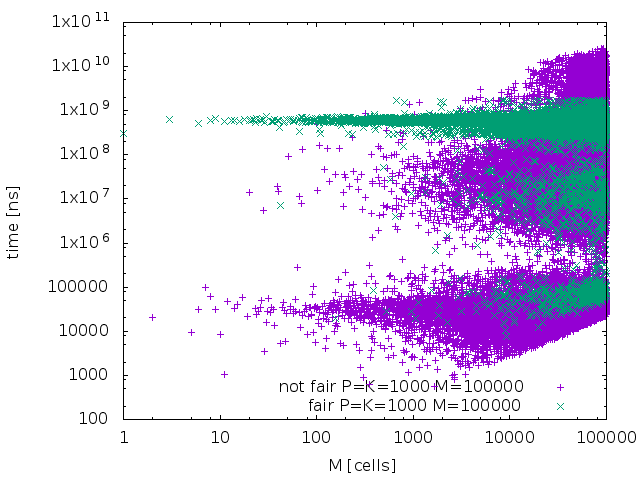 1x10^11
1x10^10
1x10^9
1x10^8
1x10^7
1x10^6
100000
10000
1000
100
time [ns]
not fair P=K=1000 M=100000
fair P=K=1000 M=100000
1 10 100 1000 10000 100000
M [cells]